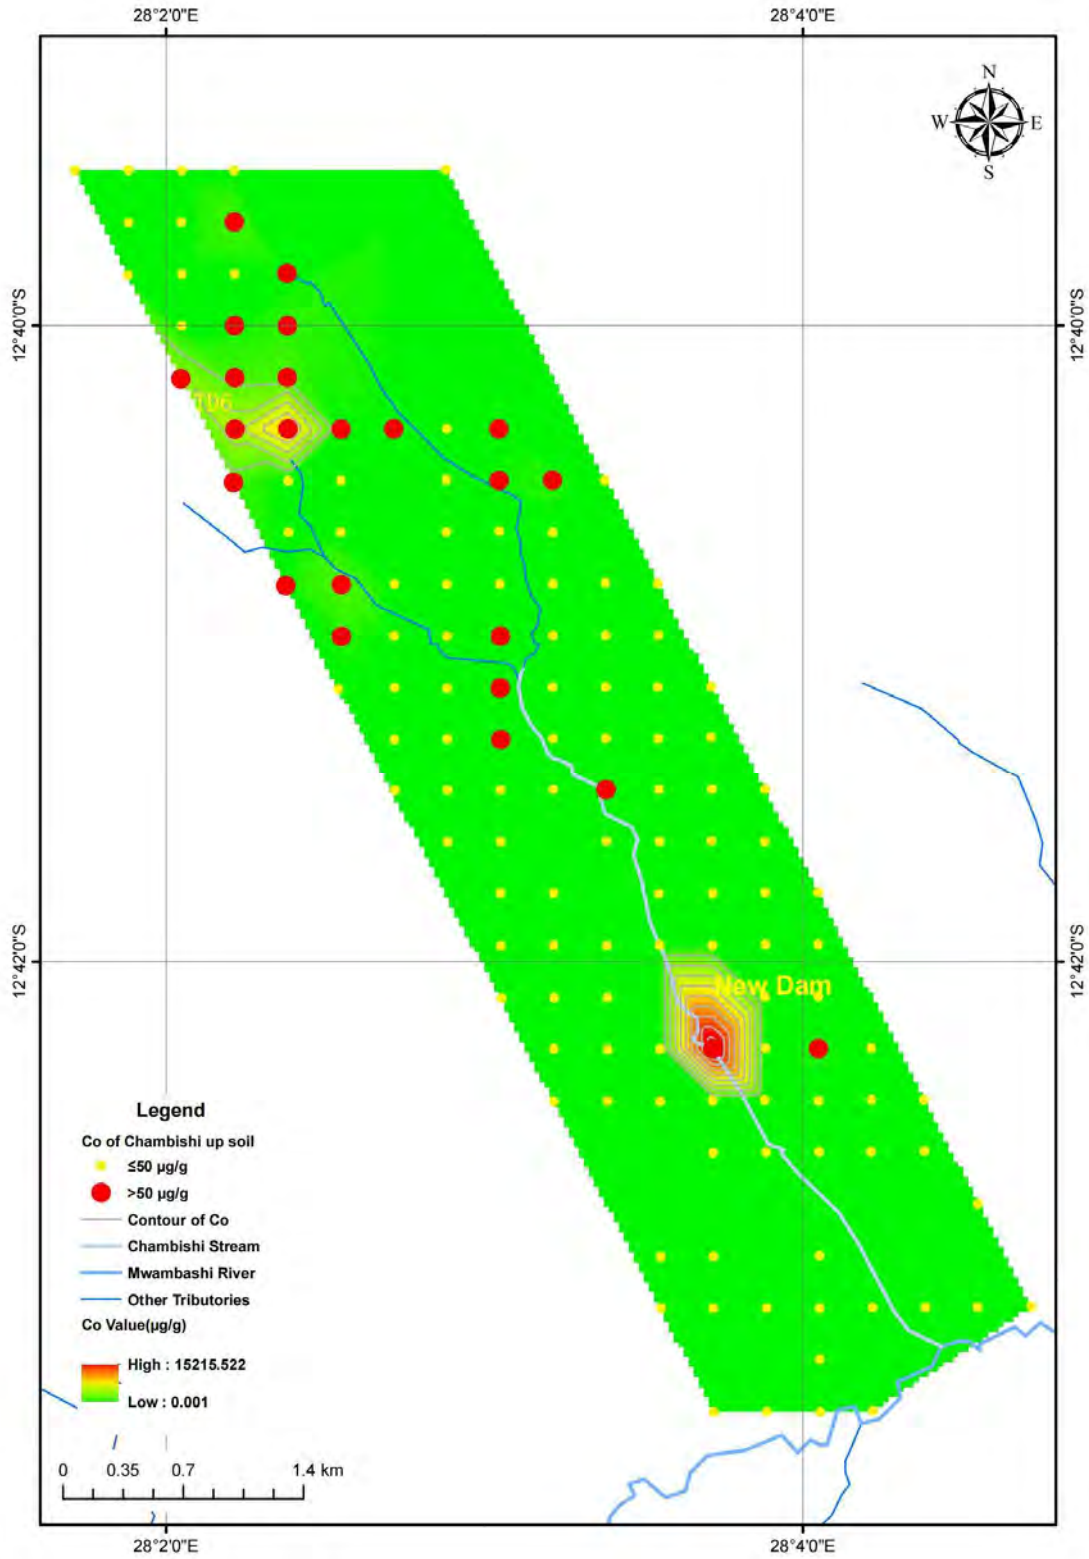 28°2'0"E 28°4'0"E
N
W E
S
12°40'0"S 12°40'0"S
TD6
12°42'0"S 12°42'0"S
New Dam
Legend
Co of Chambishi up soil
≤50 µg/g
>50 µg/g
Contour of Co
Chambishi Stream
Mwambashi River
Other Tributories
Co Value(µg/g)
High : 15215.522
Low : 0.001
0 0.35 0.7 1.4 km
28°2'0"E 28°4'0"E